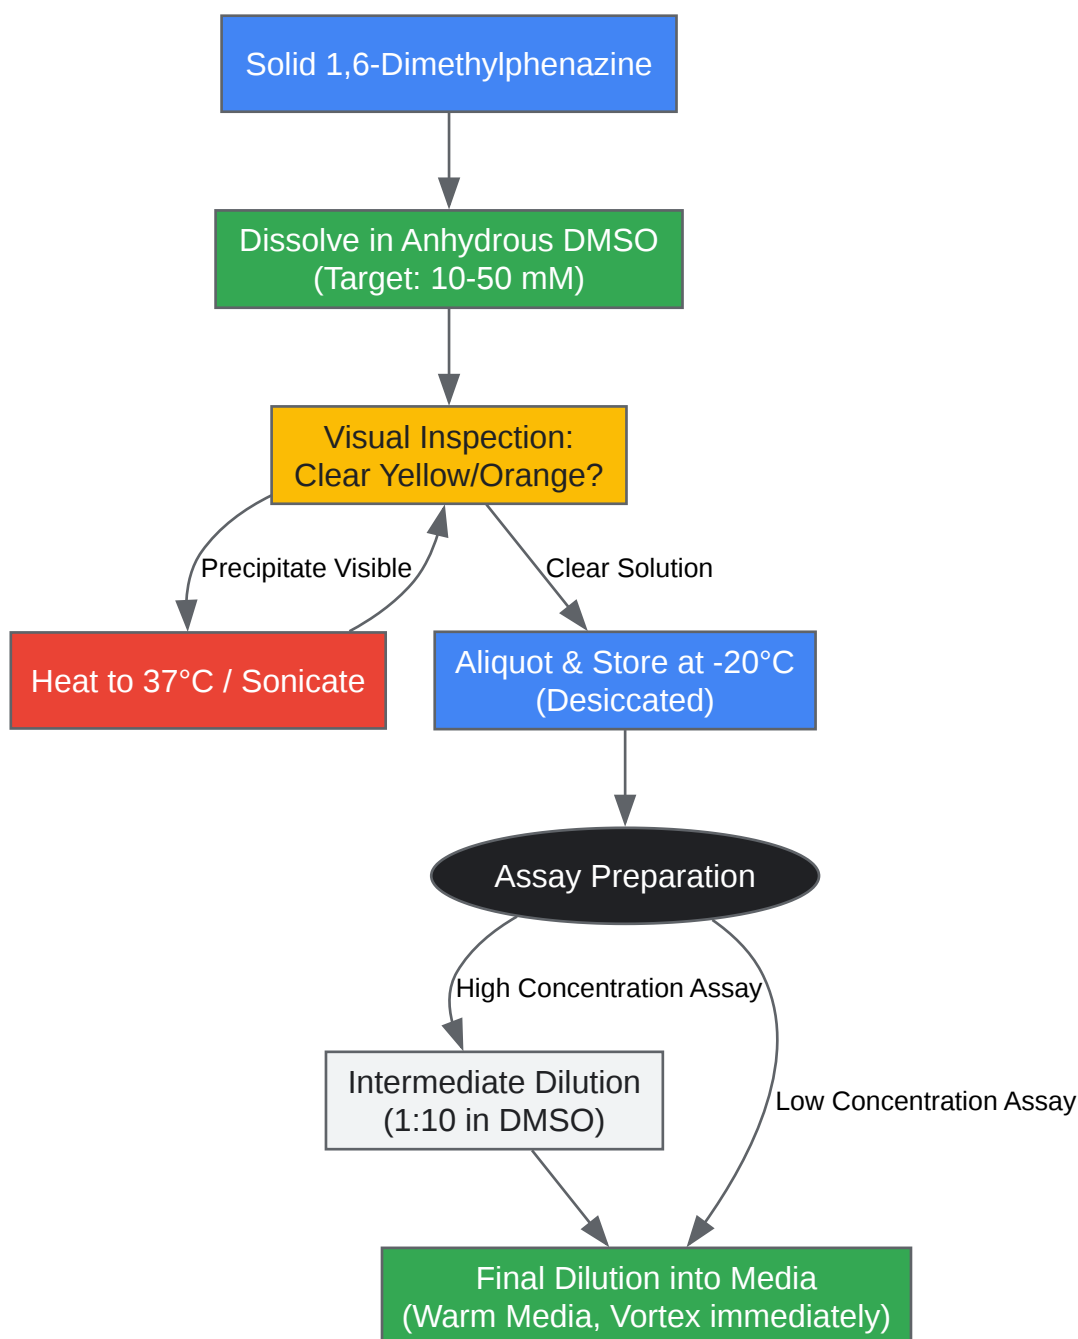 Solid 1,6-Dimethylphenazine
Dissolve in Anhydrous DMSO
(Target: 10-50 mM)
Visual Inspection:
Clear Yellow/Orange?
Precipitate Visible
Clear Solution
Heat to 37°C / Sonicate
Aliquot & Store at -20°C
(Desiccated)
Assay Preparation
High Concentration Assay
Intermediate Dilution
(1:10 in DMSO)
Low Concentration Assay
Final Dilution into Media
(Warm Media, Vortex immediately)